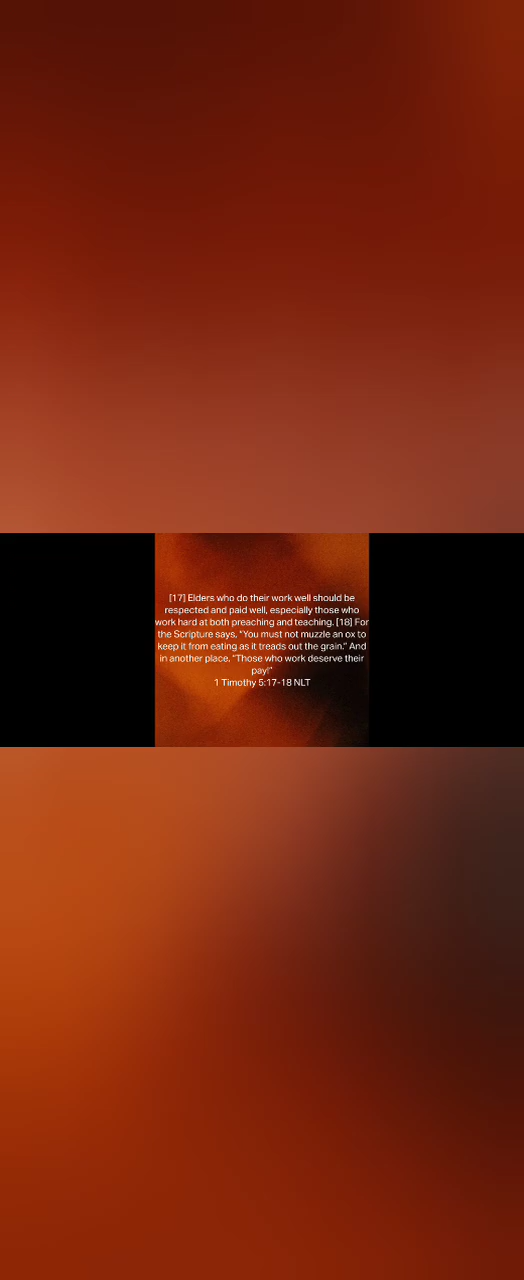 [17] Elders who do their work well should be
respected and paid well, especially those who
work hard at both preaching and teaching. [18] For
the Scripture says, “You must not muzzle an ox to
keep it from eating as it treads out the grain.” And
in another place, “Those who work deserve their
pay!”
1 Timothy 5:17-18 NLT